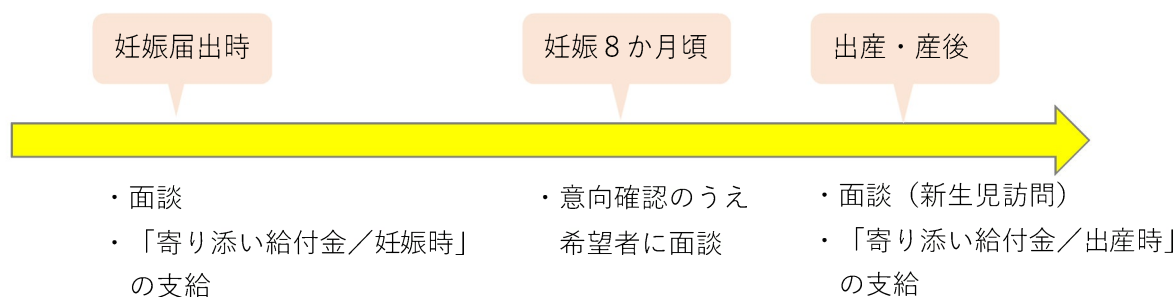 妊娠届出時
妊娠８か月頃
出産・産後
・面談
・「寄り添い給付金／妊娠時」
の支給
・意向確認のうえ
希望者に面談
・面談（新生児訪問）
・「寄り添い給付金／出産時」
の支給